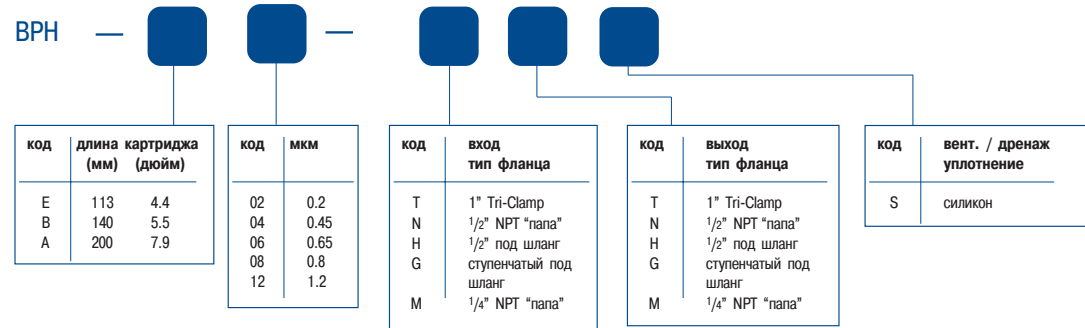 BPH — —
код длина картриджа
(мм) (дюйм)
E 113 4.4
B 140 5.5
A 200 7.9
код мкм
02 0.2
04 0.45
06 0.65
08 0.8
12 1.2
код вход
тип фланца
T 1” Tri-Clamp
N 1/2” NPT “папа”
H 1/2” под шланг
G ступенчатый под
шланг
M 1/4” NPT “папа”
код выход
тип фланца
T 1” Tri-Clamp
N 1/2” NPT “папа”
H 1/2” под шланг
G ступенчатый под
шланг
M 1/4” NPT “папа”
код вент. / дренаж
уплотнение
S силикон